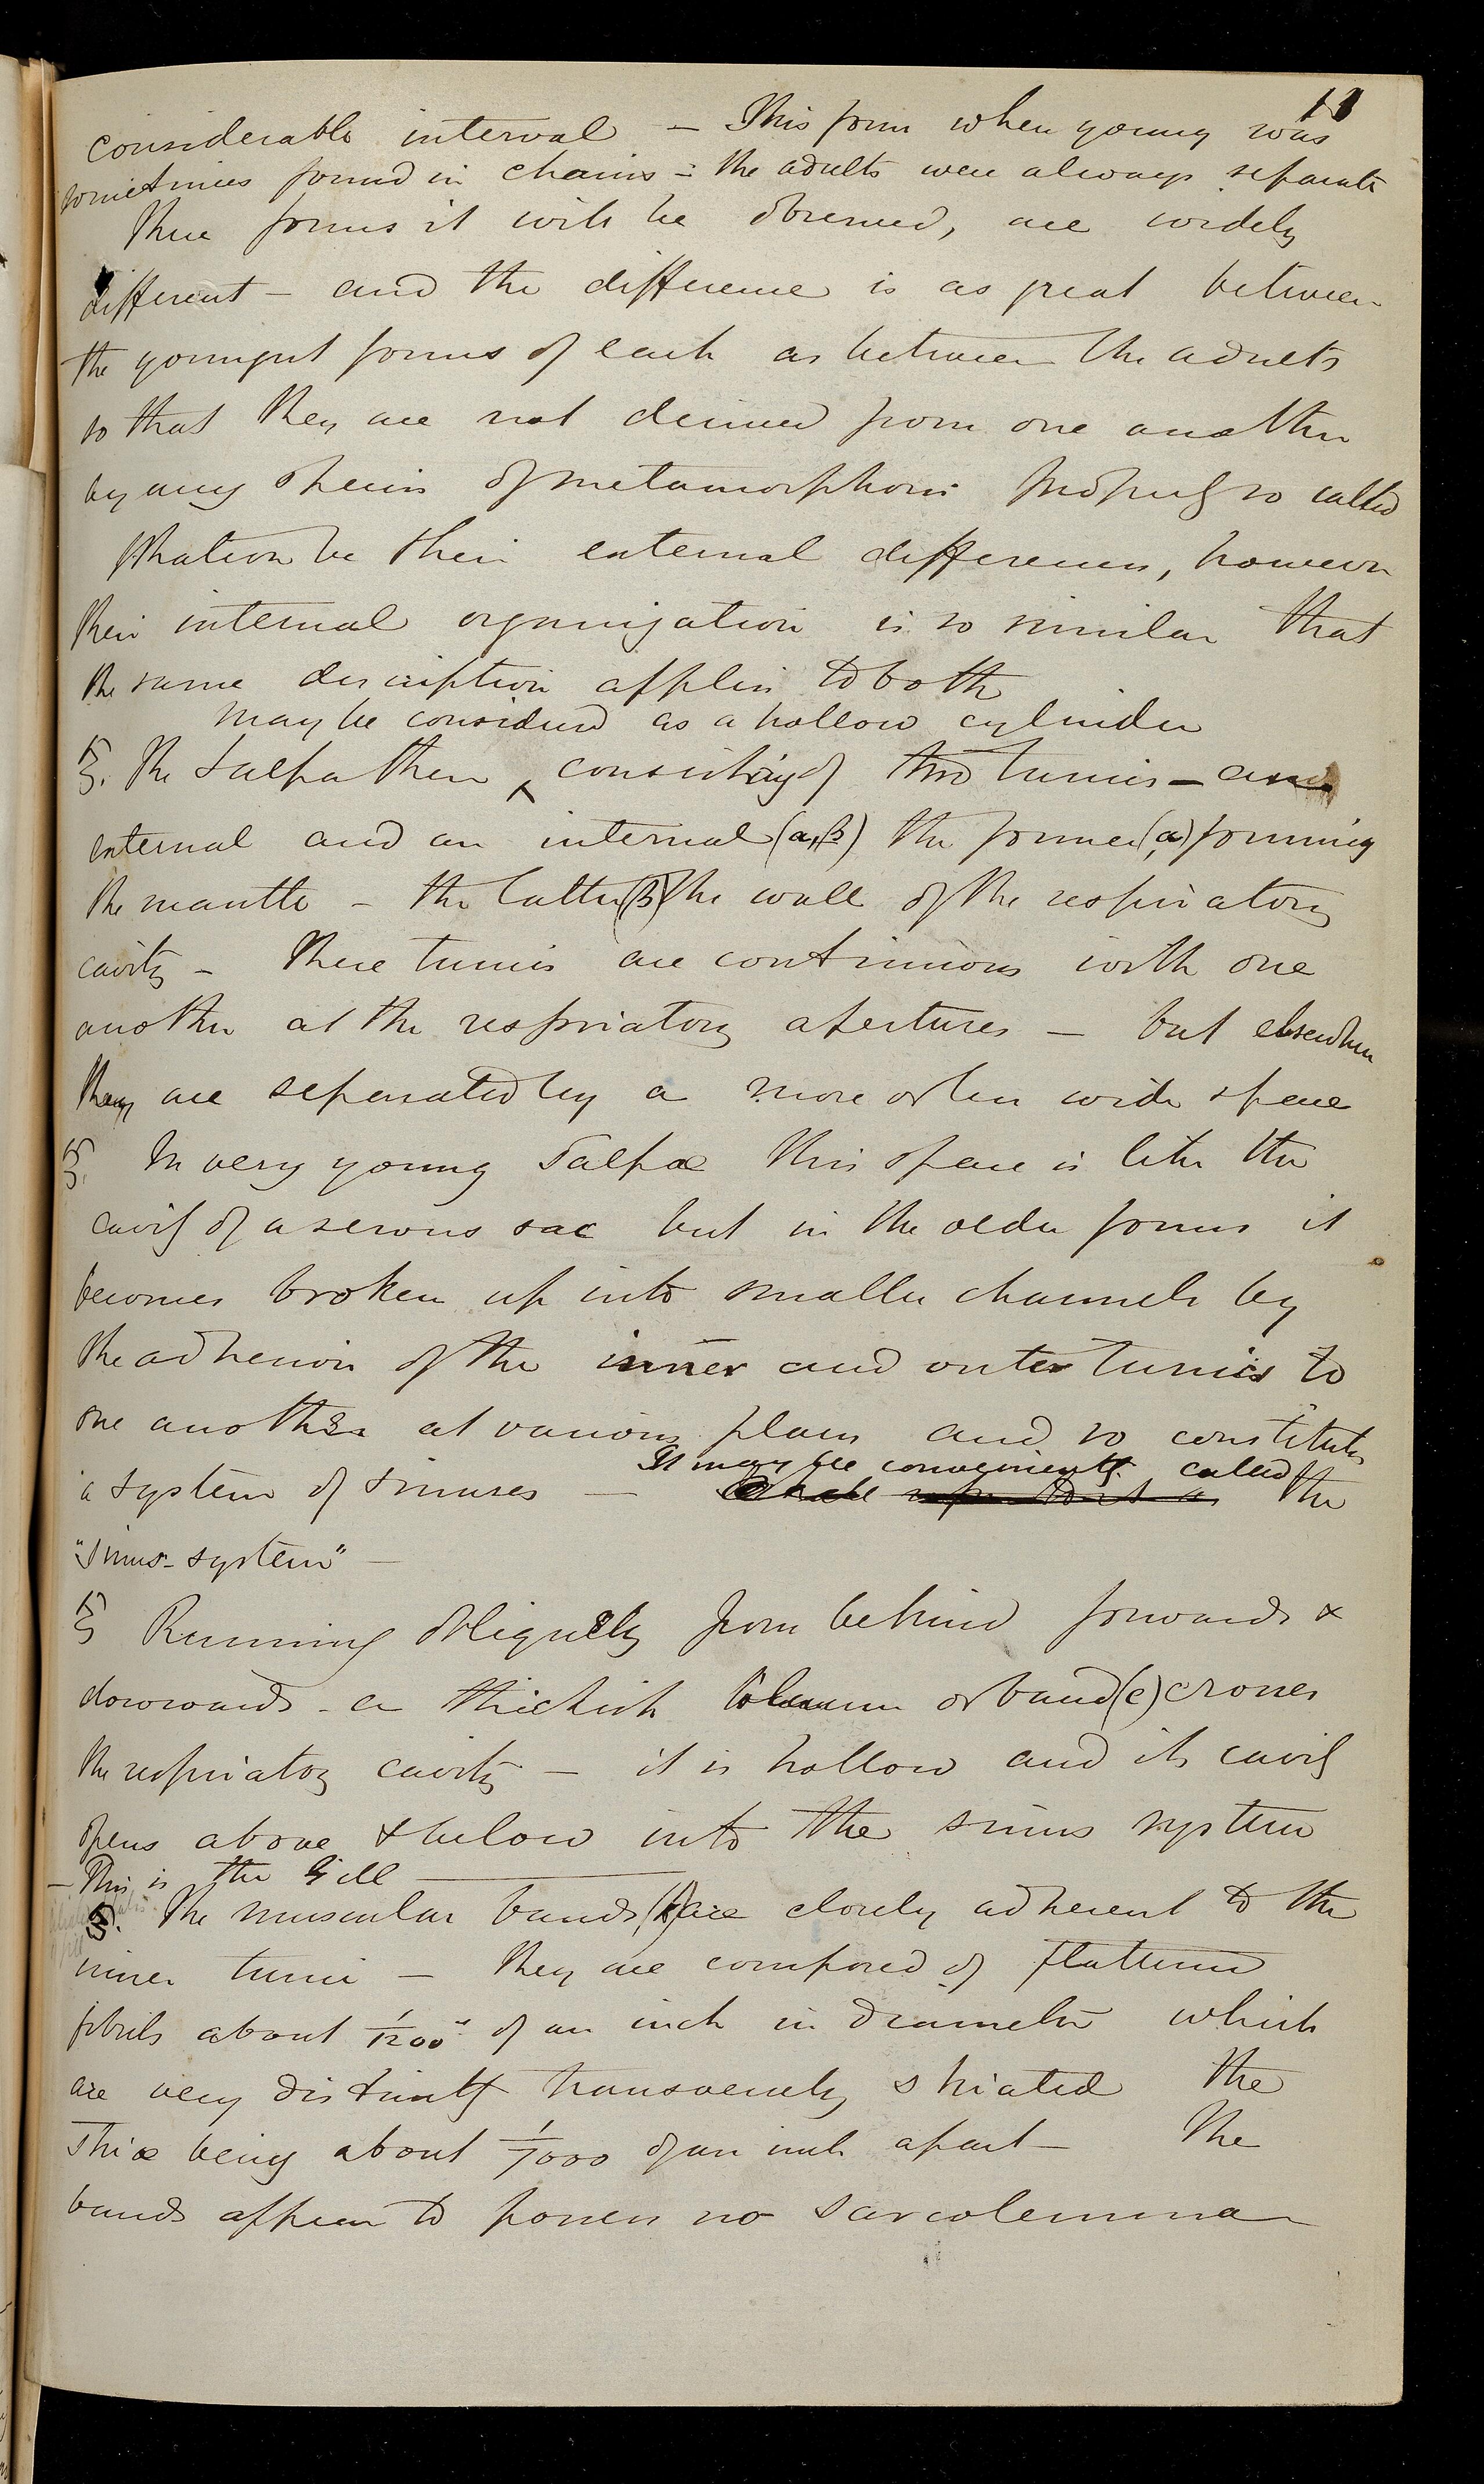 11
considerable interval – This form when young was
sometimes found in chains – the adults were always separate
These forms it will be observed, are widely
different – and the difference is as great between
the youngest forms of each as between the adults
so that they are not derived from one another
by any species of metamorphosis properly so called
Whatever be their external differences, however
their internal organization is so similar that
the same description applies to both
may be considered as a hollow cylinder
§. The Salpa then ‸ consisting of two tunics – an
external and an internal (a,β) the former (a) forming
the mantle – the latter (β) the wall of the respiratory
cavity – These tunics are continuous with one
another at the respiratory apertures – but elsewhere
they are separated by a more or less wide space
§. In very young Salpæ this space is like the
cavity of a serous sac but in the older forms it
becomes broken up into smaller channels by
the adhesion of the inner and outer tunics to
one another at various places and so constitutes
a system of sinuses –
It may be conveniently called the
"sinus-system" –
§ Running obliquely from behind forwards &
downwards – a thickish column or band (e) crosses
the respiratory cavity – it is hollow and its cavity
opens above & below into the sinus system
– This is the Gill
§. The muscular bands are closely adherent to the
inner tunic – they are composed of flattened
fibrils about 1/1200" of an inch in diameter which
are very distinctly transversely striated the
striæ being about 1/7000 of an inch apart – The
bands appear to possess no sarcolemma